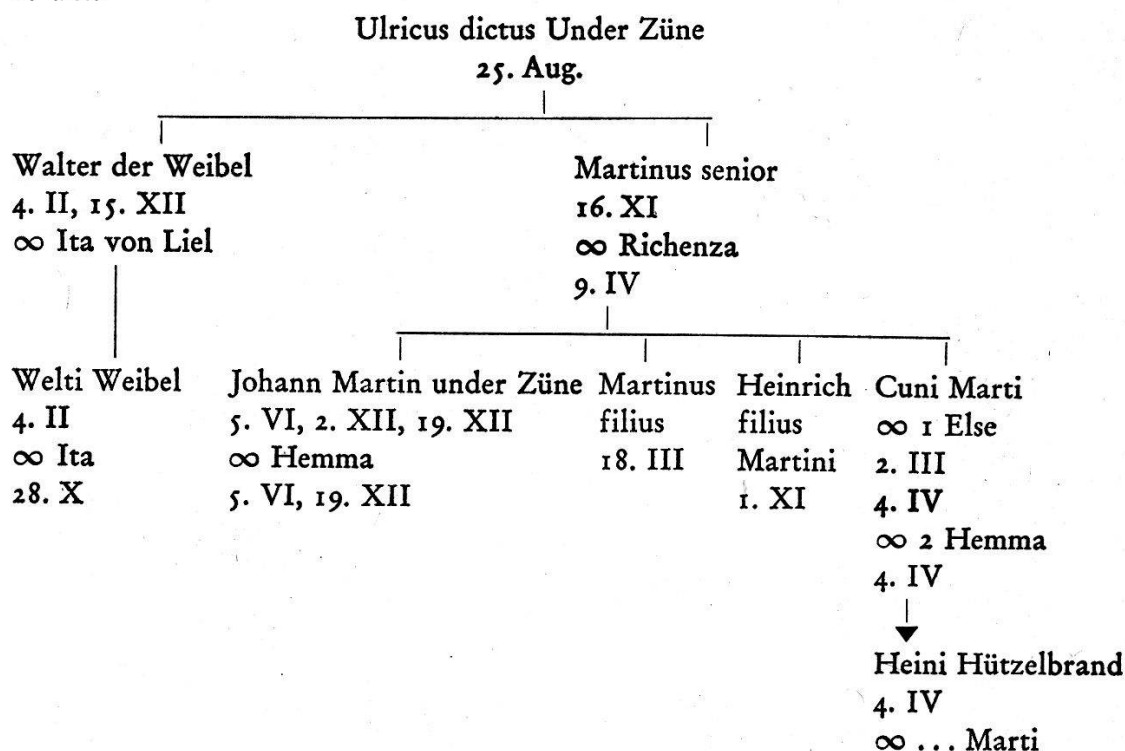 Ulricus dictus Under Züne
25. Aug.
Walter der Weibel
4. II, 15. XII
∞ Ita von Liel
Martinus senior
16. XI
∞ Richenza
9. IV
Welti Weibel
4. II
∞ Ita
28. X
Johann Martin under Züne
5. VI, 2. XII, 19. XII
∞ Hemma
5. VI, 19. XII
Martinus
filius
18. III
Heinrich
filius
Martini
1. XI
Cuni Marti
∞ 1 Else
2. III
4. IV
∞ 2 Hemma
4. IV
Heini Hützelbrand
4. IV
∞ ... Marti